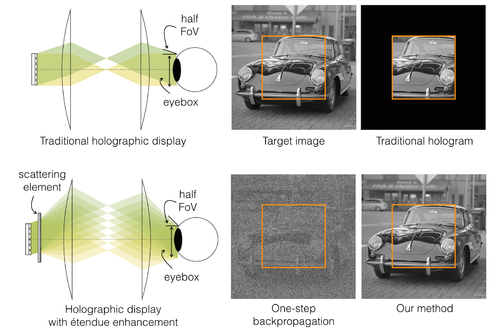 half
FoV
eyebox
Traditional holographic display
Target image
Traditional hologram
scattering
element
half
FoV
eyebox
Holographic display
with étendue enhancement
One-step
backpropagation
Our method